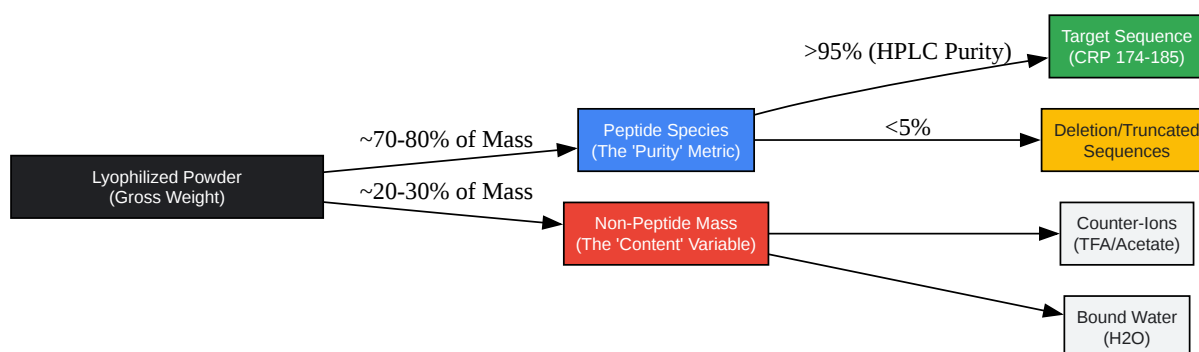 Lyophilized Powder
(Gross Weight)
~70-80% of Mass
~20-30% of Mass
Peptide Species
(The 'Purity' Metric)
Non-Peptide Mass
(The 'Content' Variable)
>95% (HPLC Purity)
<5%
Target Sequence
(CRP 174-185)
Deletion/Truncated
Sequences
Counter-Ions
(TFA/Acetate)
Bound Water
(H2O)